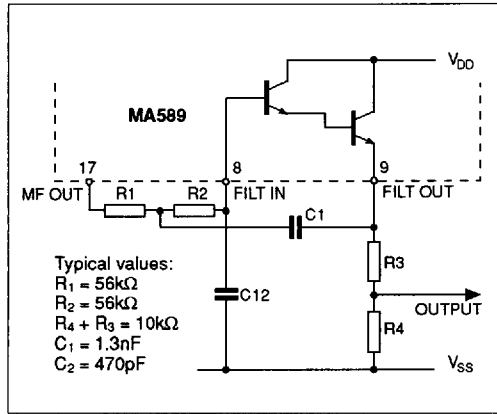 V_DD
MA589
17
8
9
MF OUT
R1
R2
FILT IN
FILT OUT
C1
R3
Typical values:
R₁ = 56kΩ
R₂ = 56kΩ
R₄ + R₃ = 10kΩ
C₁ = 1.3nF
C₂ = 470pF
C12
OUTPUT
R4
V_SS